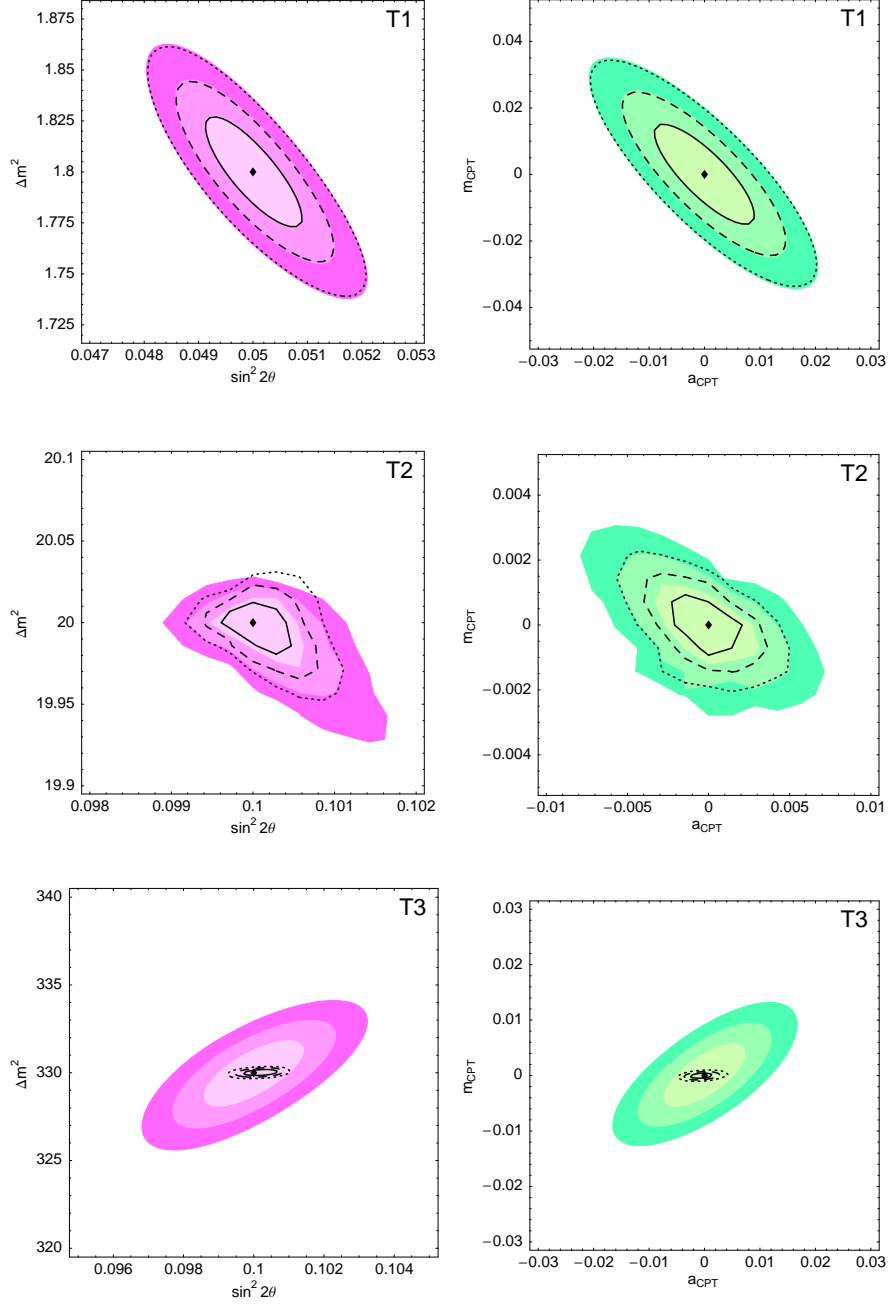 T1
1.875
1.85
1.825
1.8
1.775
1.75
1.725
Δm²
0.047 0.048 0.049 0.05 0.051 0.052 0.053
sin² 2θ
T1
0.04
0.02
0
−0.02
−0.04
m_CPT
−0.03 −0.02 −0.01 0 0.01 0.02 0.03
a_CPT
T2
20.1
20.05
20
19.95
19.9
Δm²
0.098 0.099 0.1 0.101 0.102
sin² 2θ
T2
0.004
0.002
0
−0.002
−0.004
m_CPT
−0.01 −0.005 0 0.005 0.01
a_CPT
T3
340
335
330
325
320
Δm²
0.096 0.098 0.1 0.102 0.104
sin² 2θ
T3
0.03
0.02
0.01
0
−0.01
−0.02
−0.03
m_CPT
−0.03 −0.02 −0.01 0 0.01 0.02 0.03
a_CPT